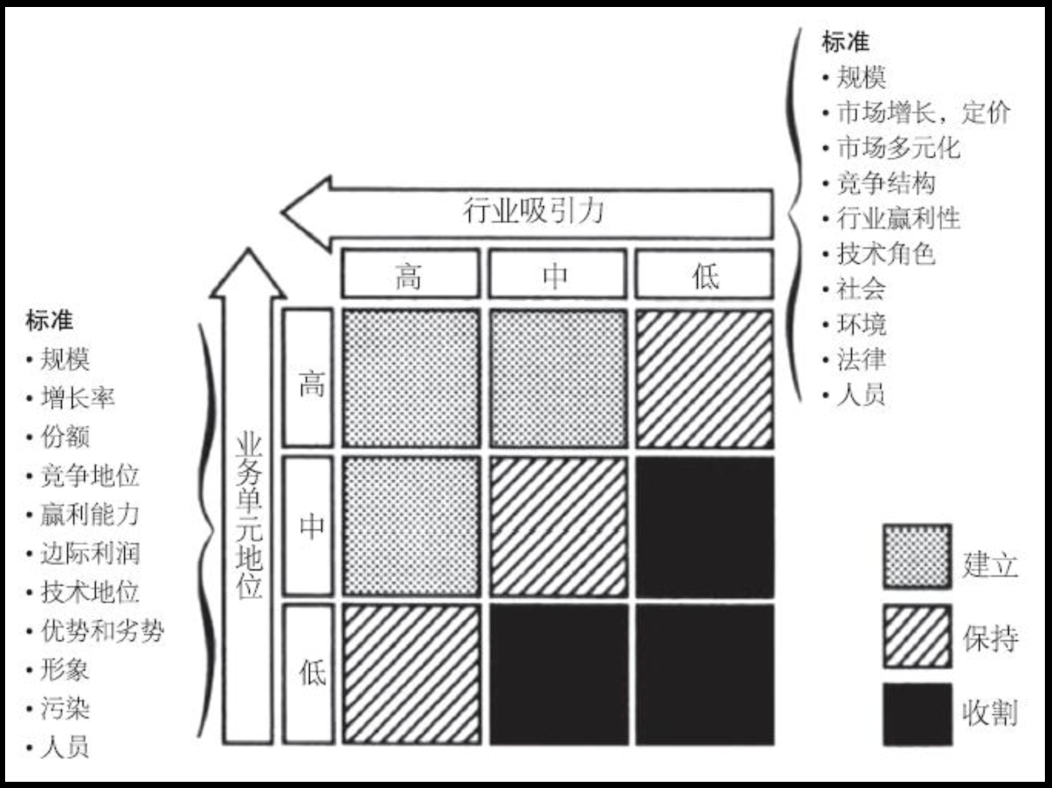 标准
• 规模
• 市场增长，定价
• 市场多元化
• 竞争结构
• 行业赢利性
• 技术角色
• 社会
• 环境
• 法律
• 人员
行业吸引力
高 中 低
标准
• 规模
• 增长率
• 份额
• 竞争地位
• 赢利能力
• 边际利润
• 技术地位
• 优势和劣势
• 形象
• 污染
• 人员
业务单元地位
高
中
低
建立
保持
收割